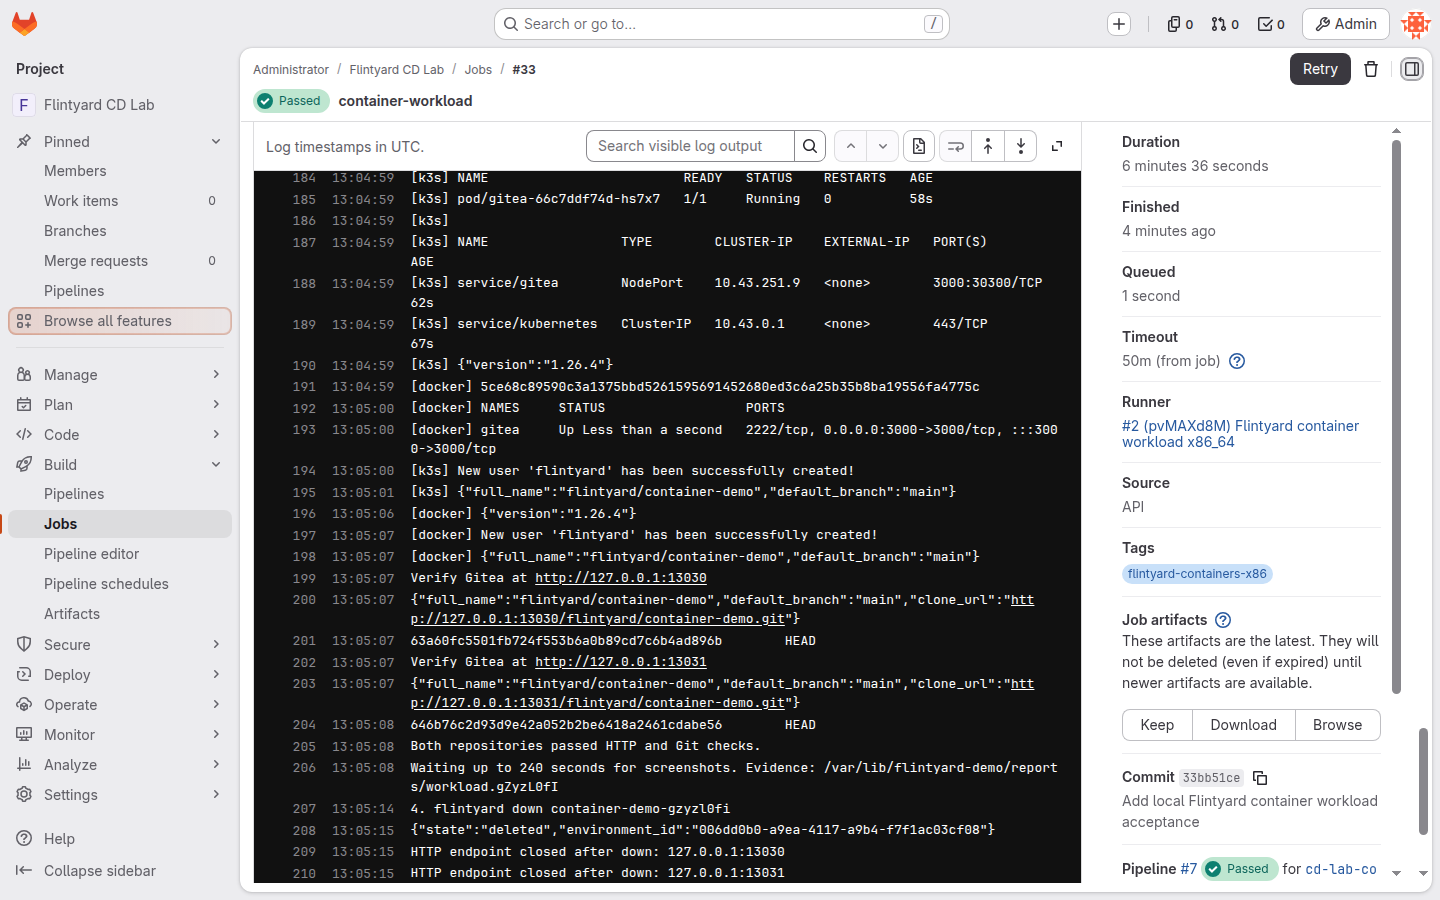 Search or go to...
/
0
0
0
Admin
Project
F Flintyard CD Lab
Pinned
Members
Work items 0
Branches
Merge requests 0
Pipelines
Browse all features
Manage
Plan
Code
Build
Pipelines
Jobs
Pipeline editor
Pipeline schedules
Artifacts
Secure
Deploy
Operate
Monitor
Analyze
Settings
Help
Collapse sidebar
Administrator / Flintyard CD Lab / Jobs / #33
Retry
Passed container-workload
Log timestamps in UTC.
Search visible log output
184 13:04:59 [k3s] NAME READY STATUS RESTARTS AGE
185 13:04:59 [k3s] pod/gitea-66c7ddf74d-hs7x7 1/1 Running 0 58s
186 13:04:59 [k3s]
187 13:04:59 [k3s] NAME TYPE CLUSTER-IP EXTERNAL-IP PORT(S)
AGE
188 13:04:59 [k3s] service/gitea NodePort 10.43.251.9 <none> 3000:30300/TCP
62s
189 13:04:59 [k3s] service/kubernetes ClusterIP 10.43.0.1 <none> 443/TCP
67s
190 13:04:59 [k3s] {"version":"1.26.4"}
191 13:04:59 [docker] 5ce68c89590c3a1375bbd5261595691452680ed3c6a25b35b8ba19556fa4775c
192 13:05:00 [docker] NAMES STATUS PORTS
193 13:05:00 [docker] gitea Up Less than a second 2222/tcp, 0.0.0.0:3000->3000/tcp, :::300
0->3000/tcp
194 13:05:00 [k3s] New user 'flintyard' has been successfully created!
195 13:05:01 [k3s] {"full_name":"flintyard/container-demo","default_branch":"main"}
196 13:05:06 [docker] {"version":"1.26.4"}
197 13:05:07 [docker] New user 'flintyard' has been successfully created!
198 13:05:07 [docker] {"full_name":"flintyard/container-demo","default_branch":"main"}
199 13:05:07 Verify Gitea at http://127.0.0.1:13030
200 13:05:07 {"full_name":"flintyard/container-demo","default_branch":"main","clone_url":"htt
p://127.0.0.1:13030/flintyard/container-demo.git"}
201 13:05:07 63a60fc5501fb724f553b6a0b89cd7c6b4ad896b HEAD
202 13:05:07 Verify Gitea at http://127.0.0.1:13031
203 13:05:07 {"full_name":"flintyard/container-demo","default_branch":"main","clone_url":"htt
p://127.0.0.1:13031/flintyard/container-demo.git"}
204 13:05:08 646b76c2d93d9e42a052b2be6418a2461cdabe56 HEAD
205 13:05:08 Both repositories passed HTTP and Git checks.
206 13:05:08 Waiting up to 240 seconds for screenshots. Evidence: /var/lib/flintyard-demo/report
s/workload.gZyzL0fI
207 13:05:14 4. flintyard down container-demo-gzyzl0fi
208 13:05:15 {"state":"deleted","environment_id":"006dd0b0-a9ea-4117-a9b4-f7f1ac03cf08"}
209 13:05:15 HTTP endpoint closed after down: 127.0.0.1:13030
210 13:05:15 HTTP endpoint closed after down: 127.0.0.1:13031
Duration
6 minutes 36 seconds
Finished
4 minutes ago
Queued
1 second
Timeout
50m (from job)
Runner
#2 (pvMAXd8M) Flintyard container
workload x86_64
Source
API
Tags
flintyard-containers-x86
Job artifacts
These artifacts are the latest. They will
not be deleted (even if expired) until
newer artifacts are available.
Keep Download Browse
Commit 33bb51ce
Add local Flintyard container workload
acceptance
Pipeline #7 Passed for cd-lab-co